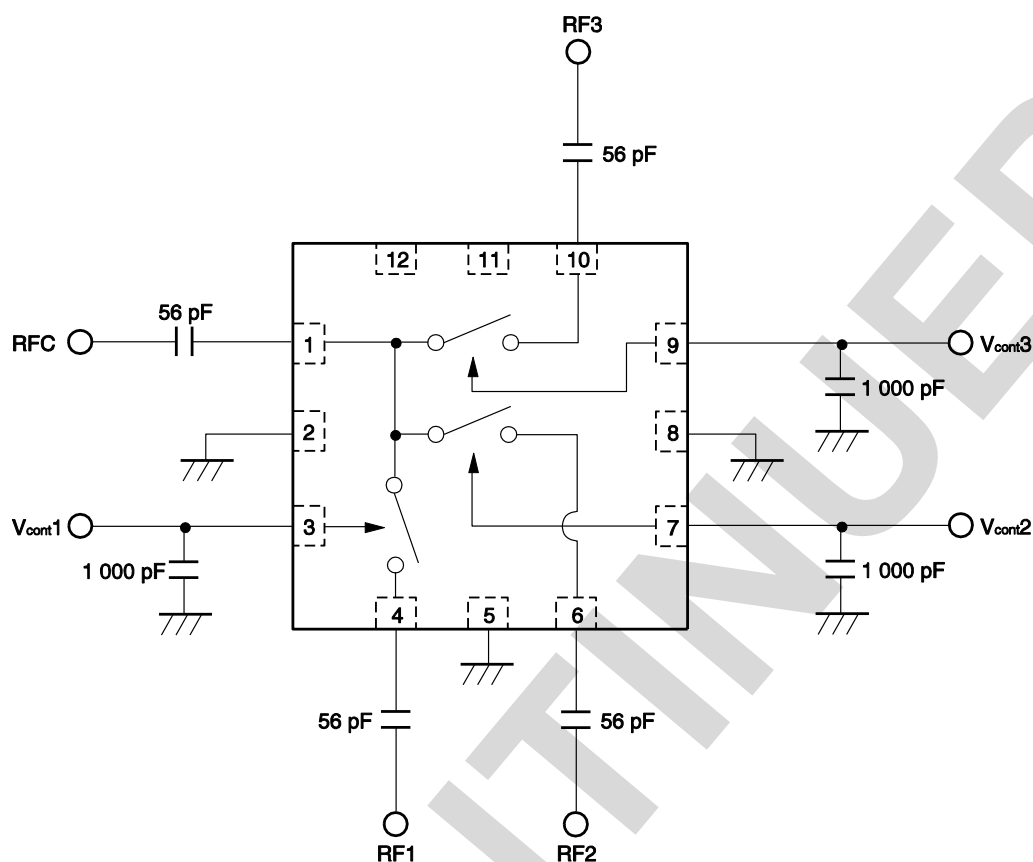 RF3
56 pF
12
11
10
56 pF
RFC
1
9
Vcont3
1 000 pF
2
8
Vcont1
3
7
Vcont2
1 000 pF
1 000 pF
4
5
6
56 pF
56 pF
RF1
RF2